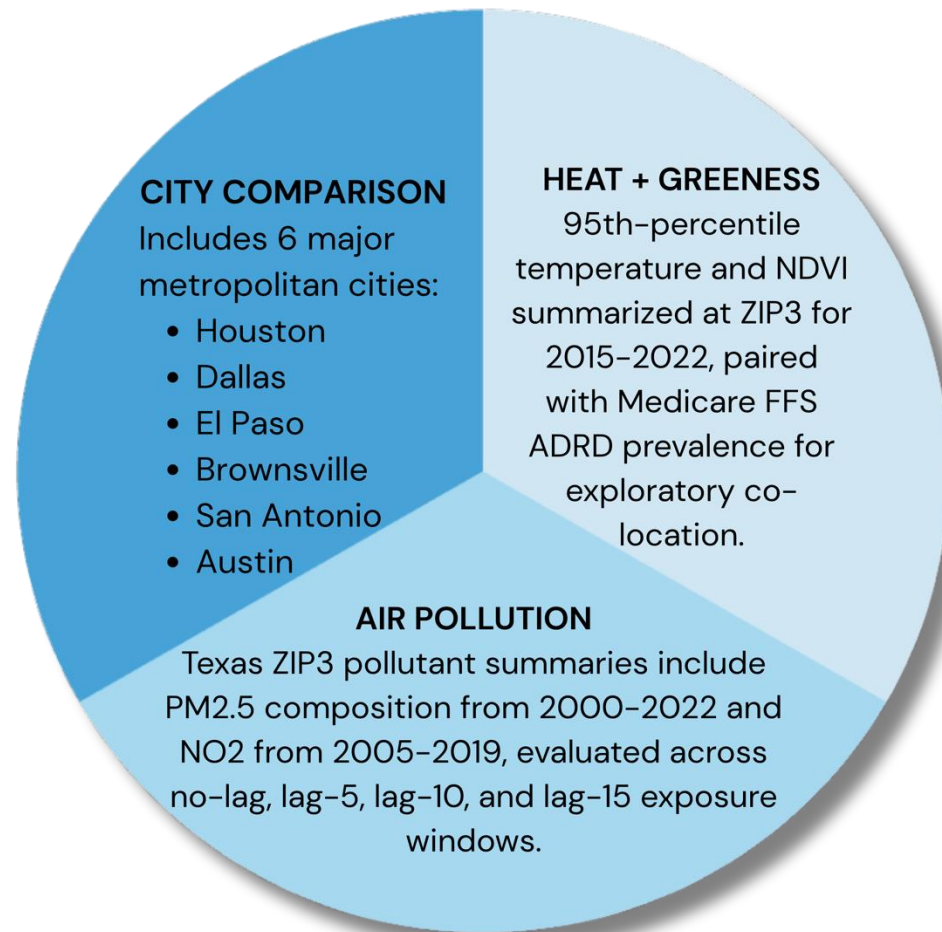 CITY COMPARISON
Includes 6 major
metropolitan cities:
• Houston
• Dallas
• El Paso
• Brownsville
• San Antonio
• Austin
HEAT + GREENESS
95th-percentile
temperature and NDVI
summarized at ZIP3 for
2015-2022, paired
with Medicare FFS
ADRD prevalence for
exploratory co-
location.
AIR POLLUTION
Texas ZIP3 pollutant summaries include
PM2.5 composition from 2000-2022 and
NO2 from 2005-2019, evaluated across
no-lag, lag-5, lag-10, and lag-15 exposure
windows.